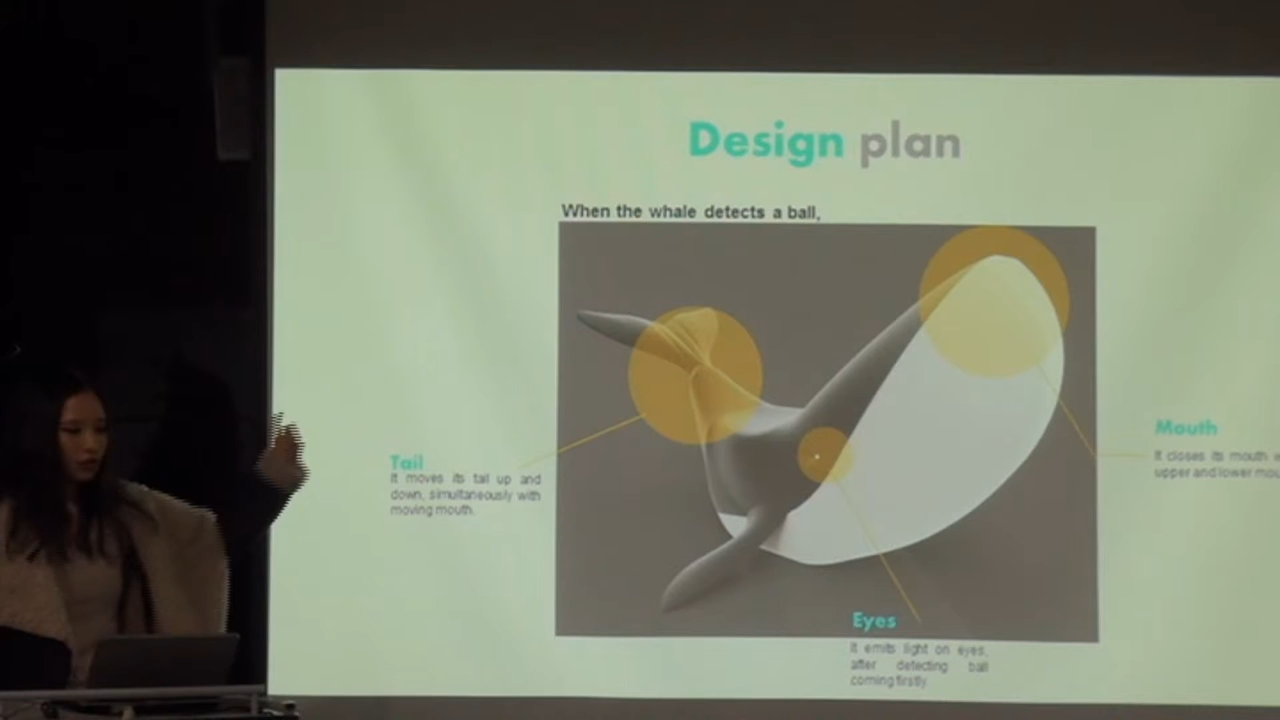 Design plan
When the whale detects a ball,
Tail
It moves its tail up and
down, simultaneously with
moving mouth.
Mouth
It closes its mouth
upper and lower
Eyes
It emits light on eyes,
after detecting ball
coming firstly.